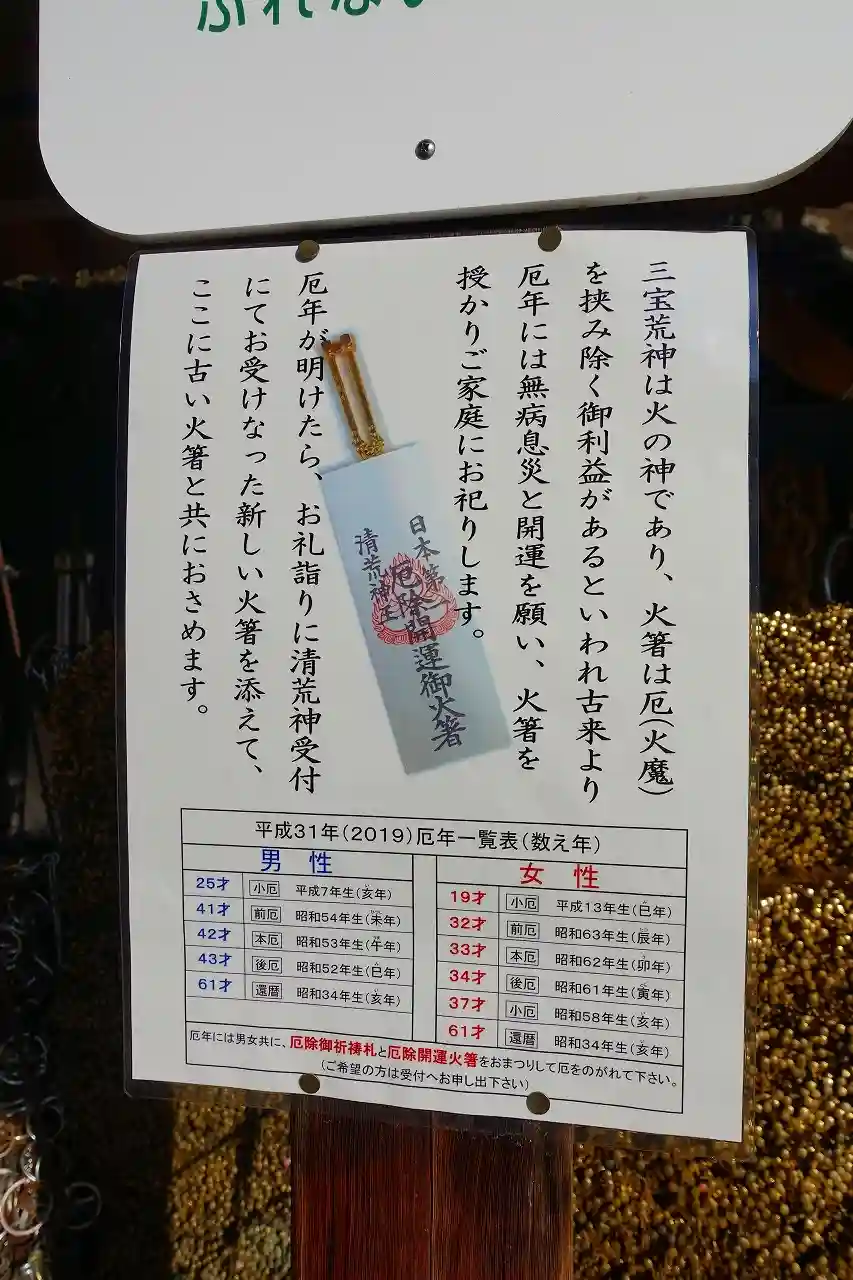 ふれない
三宝荒神は火の神であり、火箸は厄(火魔)
を挟み除く御利益があるといわれ古来より
厄年には無病息災と開運を願い、火箸を
授かりご家庭にお祀りします。
日本第一
厄除開運御火箸
清荒神王
厄年が明けたら、お礼詣りに清荒神受付
にてお受けなった新しい火箸を添えて、
ここに古い火箸と共におさめます。
平成31年(2019)厄年一覧表(数え年)
男 性
25才 小厄 平成7年生(亥年)
41才 前厄 昭和54年生(未年)
42才 本厄 昭和53年生(午年)
43才 後厄 昭和52年生(巳年)
61才 還暦 昭和34年生(亥年)
女 性
19才 小厄 平成13年生(巳年)
32才 前厄 昭和63年生(辰年)
33才 本厄 昭和62年生(卯年)
34才 後厄 昭和61年生(寅年)
37才 小厄 昭和58年生(亥年)
61才 還暦 昭和34年生(亥年)
厄年には男女共に、厄除御祈祷札と厄除開運火箸をおまつりして厄をのがれて下さい。
(ご希望の方は受付へお申し出下さい)